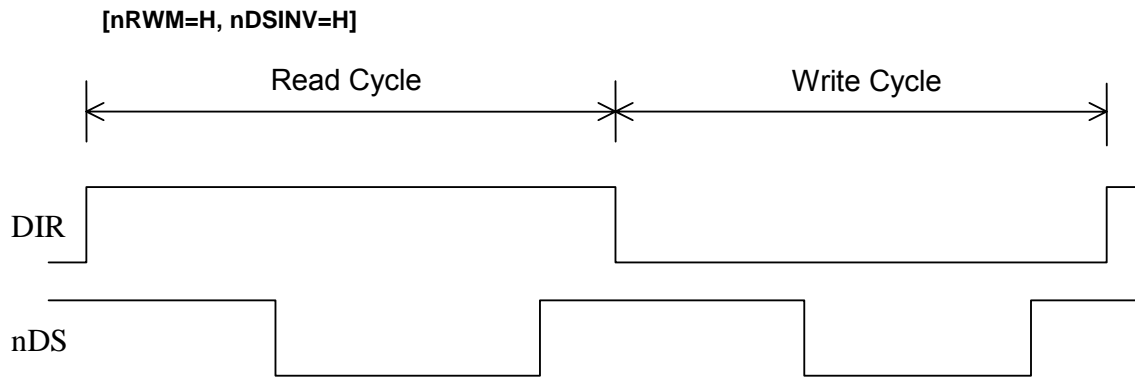 [nRWM=H, nDSINV=H]
Read Cycle
Write Cycle
DIR
nDS